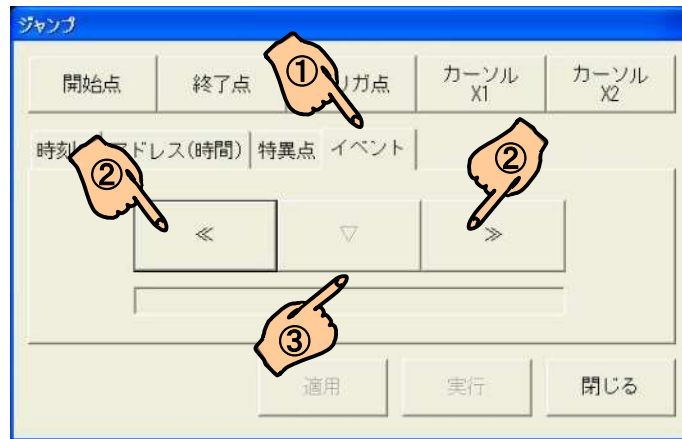 ジャンプ
開始点
終了点
①
リガ点
カーソル
X1
カーソル
X2
時刻
ドレス(時間)
特異点
イベント
②
②
≪
▽
≫
③
適用
実行
閉じる